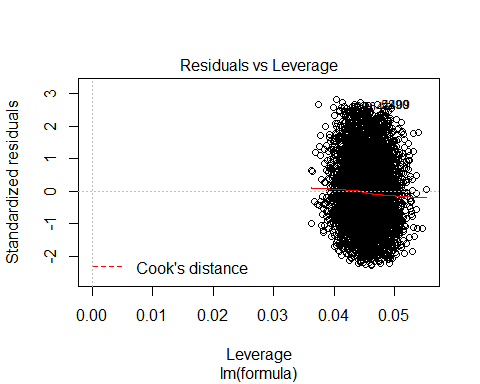 Residuals vs Leverage
Standardized residuals
3
2
1
0
-1
-2
Cook's distance
0.00 0.01 0.02 0.03 0.04 0.05
Leverage
lm(formula)